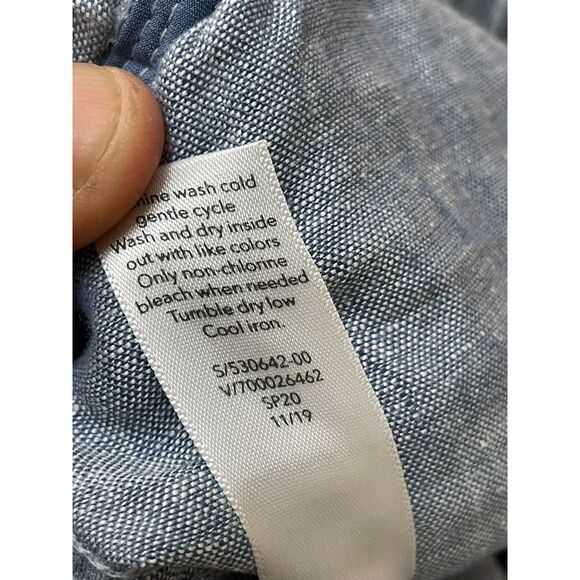 wash cold
gentle cycle
Wash and dry inside
out with like colors
Only non-chlorine
bleach when needed
Tumble dry low
Cool iron.
S/530642-00
V/700026462
SP20
11/19